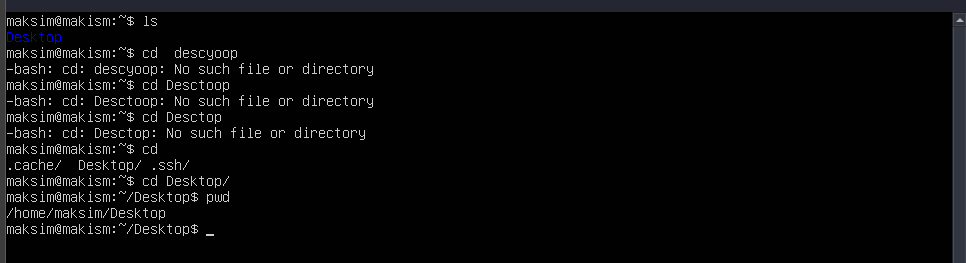 maksim@makism:~$ ls
Desktop
maksim@makism:~$ cd  descyoop
-bash: cd: descyoop: No such file or directory
maksim@makism:~$ cd Desctoop
-bash: cd: Desctoop: No such file or directory
maksim@makism:~$ cd Desctop
-bash: cd: Desctop: No such file or directory
maksim@makism:~$ cd
.cache/  Desktop/ .ssh/
maksim@makism:~$ cd Desktop/
maksim@makism:~/Desktop$ pwd
/home/maksim/Desktop
maksim@makism:~/Desktop$ _